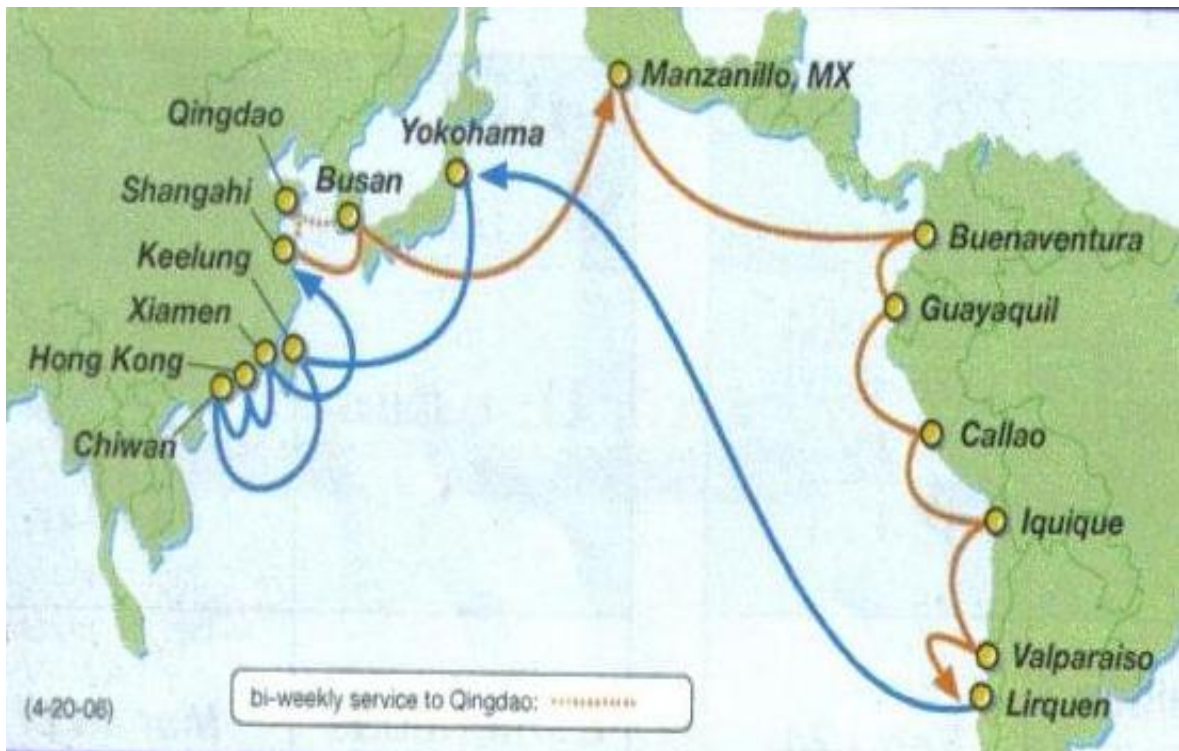 Manzanillo, MX
Qingdao
Yokohama
Shangahi
Busan
Keelung
Buenaventura
Xiamen
Guayaquil
Hong Kong
Chiwan
Callao
Iquique
Valparaiso
Lirquen
bi-weekly service to Qingdao:
(4-20-06)